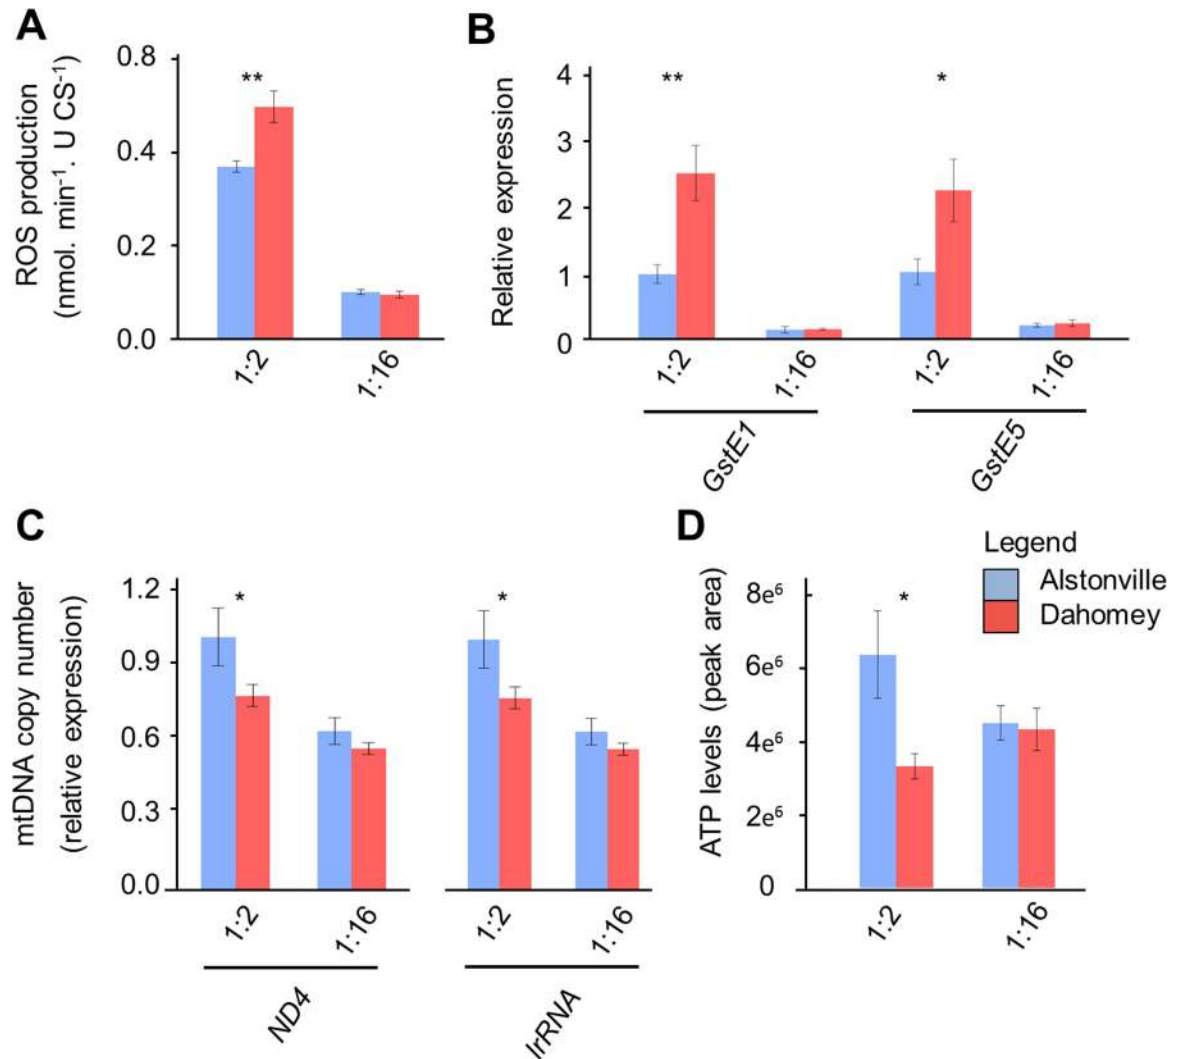 A
ROS production
(nmol. min-1. U CS-1)
0.8
0.4
0.2
0.0
**
1:2
1:16
B
Relative expression
4
3
2
1
0
**
*
1:2
1:16
1:2
1:16
GstE1
GstE5
C
mtDNA copy number
(relative expression)
1.2
0.9
0.6
0.3
0.0
*
*
1:2
1:16
1:2
1:16
ND4
lrRNA
D
Legend
Alstonville
Dahomey
ATP levels (peak area)
8e6
6e6
4e6
2e6
0
*
1:2
1:16